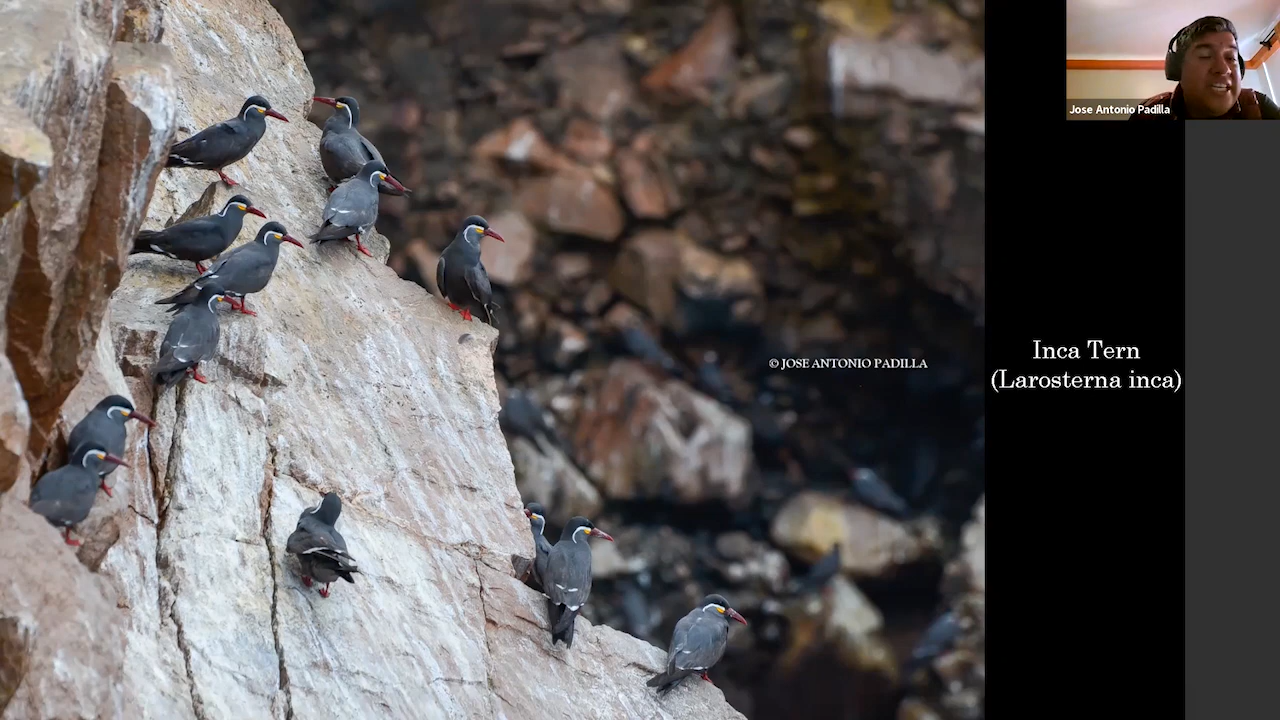 Jose Antonio Padilla
© JOSE ANTONIO PADILLA
Inca Tern
(Larosterna inca)